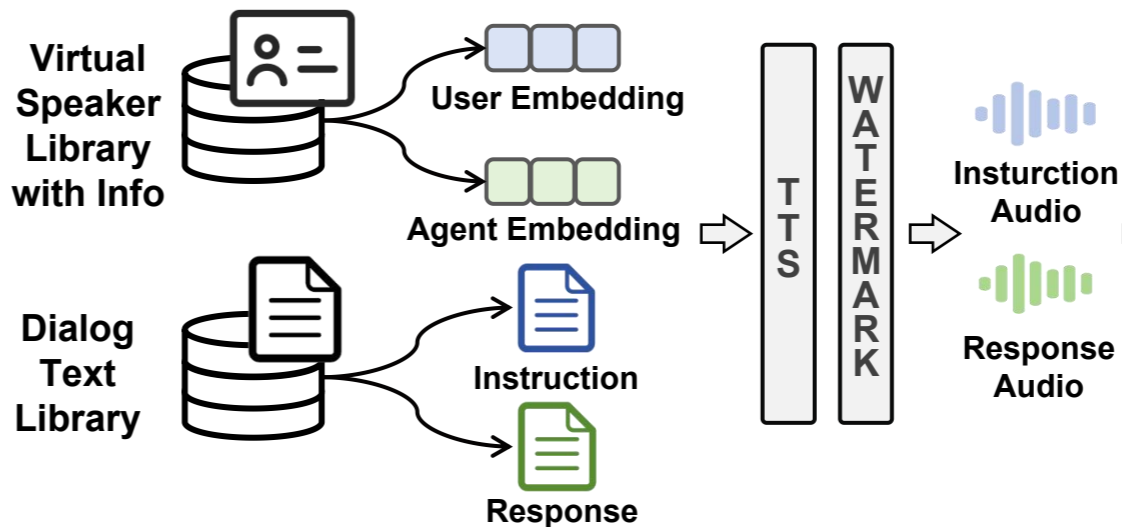 Virtual
Speaker
Library
with Info
User Embedding
Agent Embedding
Dialog
Text
Library
Instruction
Response
TTS
WATERMARK
Insturction
Audio
Response
Audio